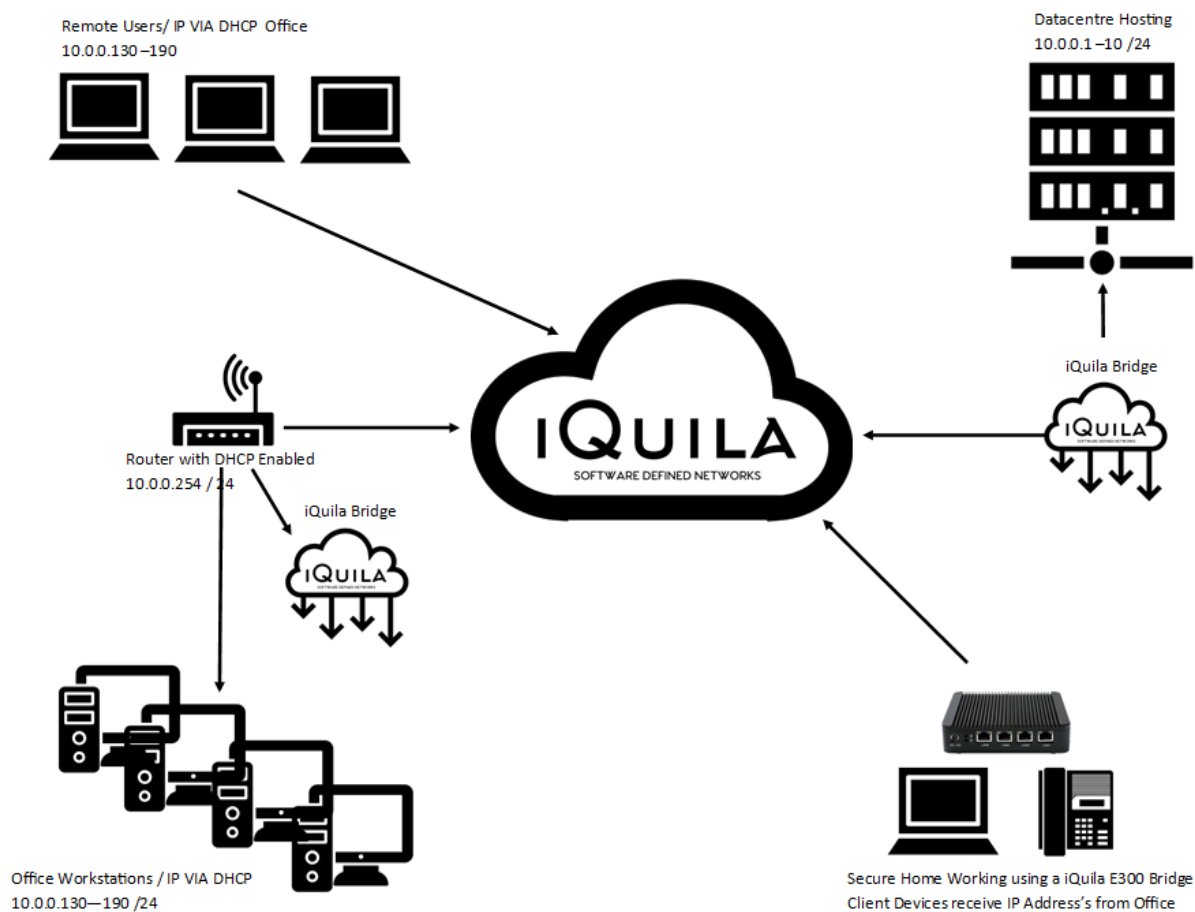 Remote Users/ IP VIA DHCP Office
10.0.0.130 –190
Datacentre Hosting
10.0.0.1 –10 /24
iQuila Bridge
iQUILA
iQUILA
SOFTWARE DEFINED NETWORKS
Router with DHCP Enabled
10.0.0.254 / 24
iQuila Bridge
iQUILA
Office Workstations / IP VIA DHCP
10.0.0.130—190 /24
Secure Home Working using a iQuila E300 Bridge
Client Devices receive IP Address's from Office